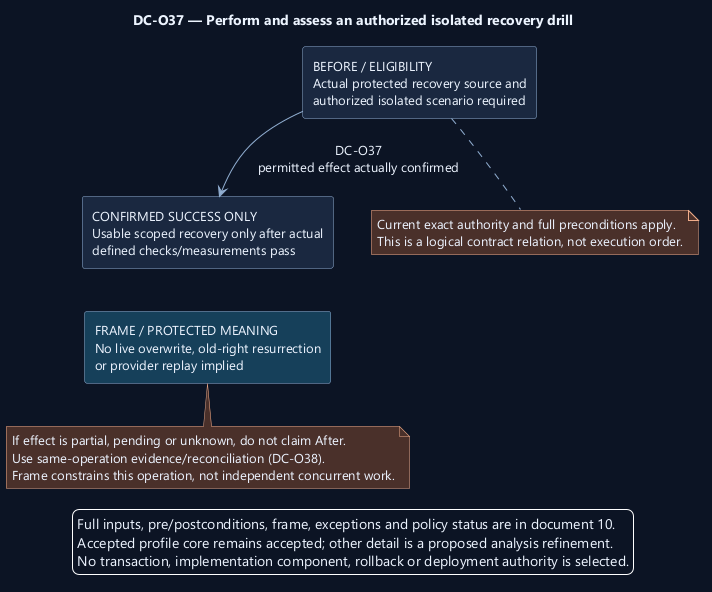 DC-O37 — Perform and assess an authorized isolated recovery drill
BEFORE / ELIGIBILITY
Actual protected recovery source and
authorized isolated scenario required
DC-O37
permitted effect actually confirmed
CONFIRMED SUCCESS ONLY
Usable scoped recovery only after actual
defined checks/measurements pass
Current exact authority and full preconditions apply.
This is a logical contract relation, not execution order.
FRAME / PROTECTED MEANING
No live overwrite, old-right resurrection
or provider replay implied
If effect is partial, pending or unknown, do not claim After.
Use same-operation evidence/reconciliation (DC-O38).
Frame constrains this operation, not independent concurrent work.
Full inputs, pre/postconditions, frame, exceptions and policy status are in document 10.
Accepted profile core remains accepted; other detail is a proposed analysis refinement.
No transaction, implementation component, rollback or deployment authority is selected.